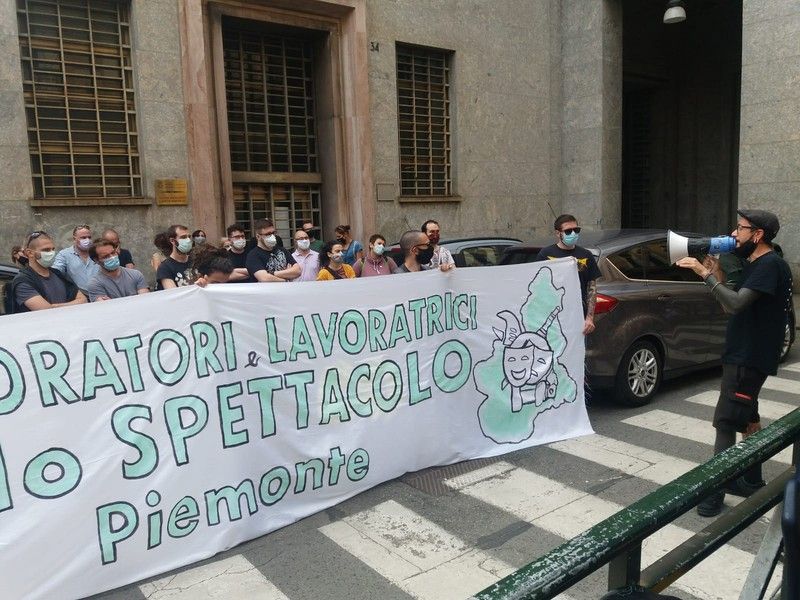 ORATORI e LAVORATRICI
lo SPETTACOLO
Piemonte
34